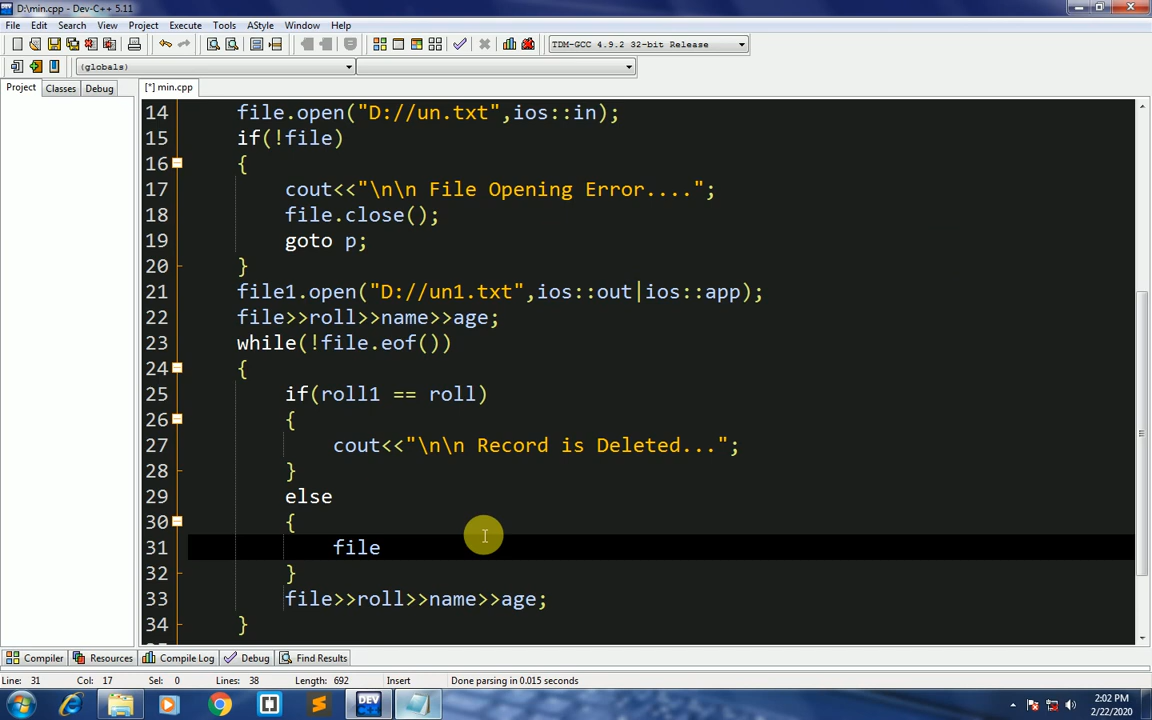 D:\min.cpp - Dev-C++ 5.11
File Edit Search View Project Execute Tools AStyle Window Help
TDM-GCC 4.9.2 32-bit Release
(globals)
Project Classes Debug
[*] min.cpp
14 file.open("D://un.txt",ios::in);
15 if(!file)
16 {
17 cout<<"\n\n File Opening Error....";
18 file.close();
19 goto p;
20 }
21 file1.open("D://un1.txt",ios::out|ios::app);
22 file>>roll>>name>>age;
23 while(!file.eof())
24 {
25 if(roll1 == roll)
26 {
27 cout<<"\n\n Record is Deleted...";
28 }
29 else
30 {
31 file
32 }
33 file>>roll>>name>>age;
34 }
Compiler Resources Compile Log Debug Find Results
Line: 31 Col: 17 Sel: 0 Lines: 38 Length: 692 Insert Done parsing in 0.015 seconds
DEV
2:02 PM
2/22/2020